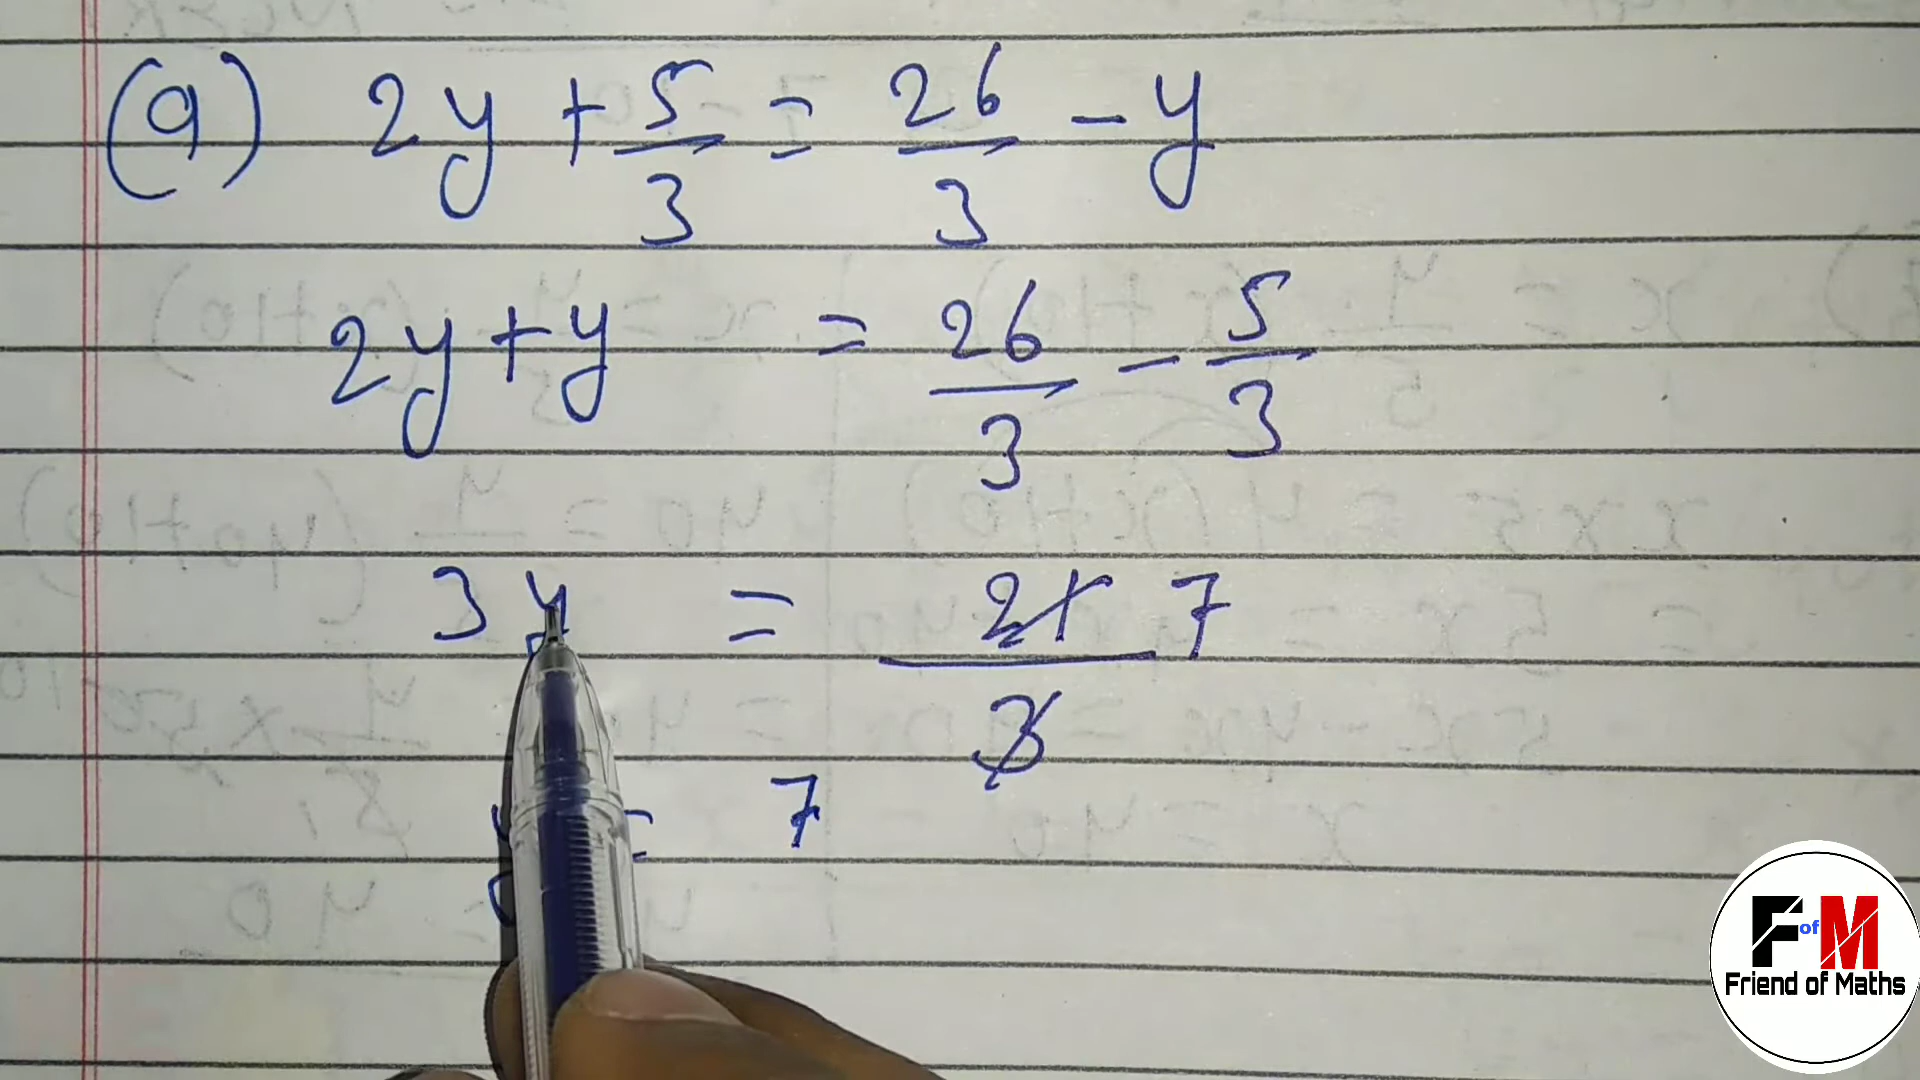 (9) 2y + 5/3 = 26/3 - y
2y + y = 26/3 - 5/3
3y = 21/3 7
= 7
F of M
Friend of Maths